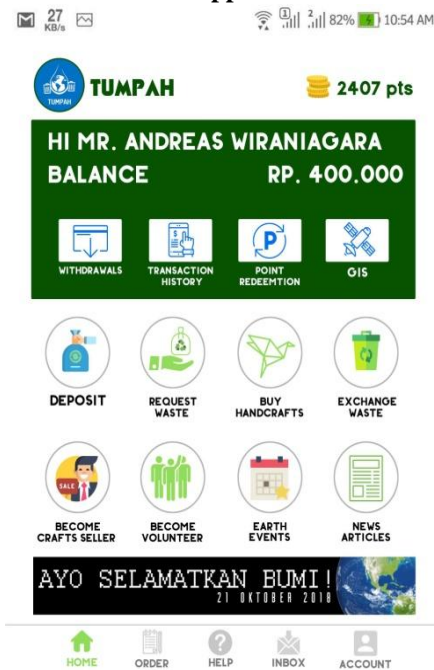 27
KB/s
1
2
82%
10:54 AM
TUMPAH
TUMPAH
2407 pts
HI MR. ANDREAS WIRANIAGARA
BALANCE RP. 400.000
WITHDRAWALS
TRANSACTION
HISTORY
P
POINT
REDEEMTION
GIS
DEPOSIT
REQUEST
WASTE
BUY
HANDCRAFTS
EXCHANGE
WASTE
SALE
BECOME
CRAFTS SELLER
BECOME
VOLUNTEER
EARTH
EVENTS
NEWS
ARTICLES
AYO SELAMATKAN BUMI!
21 OKTOBER 2018
HOME
ORDER
HELP
INBOX
ACCOUNT